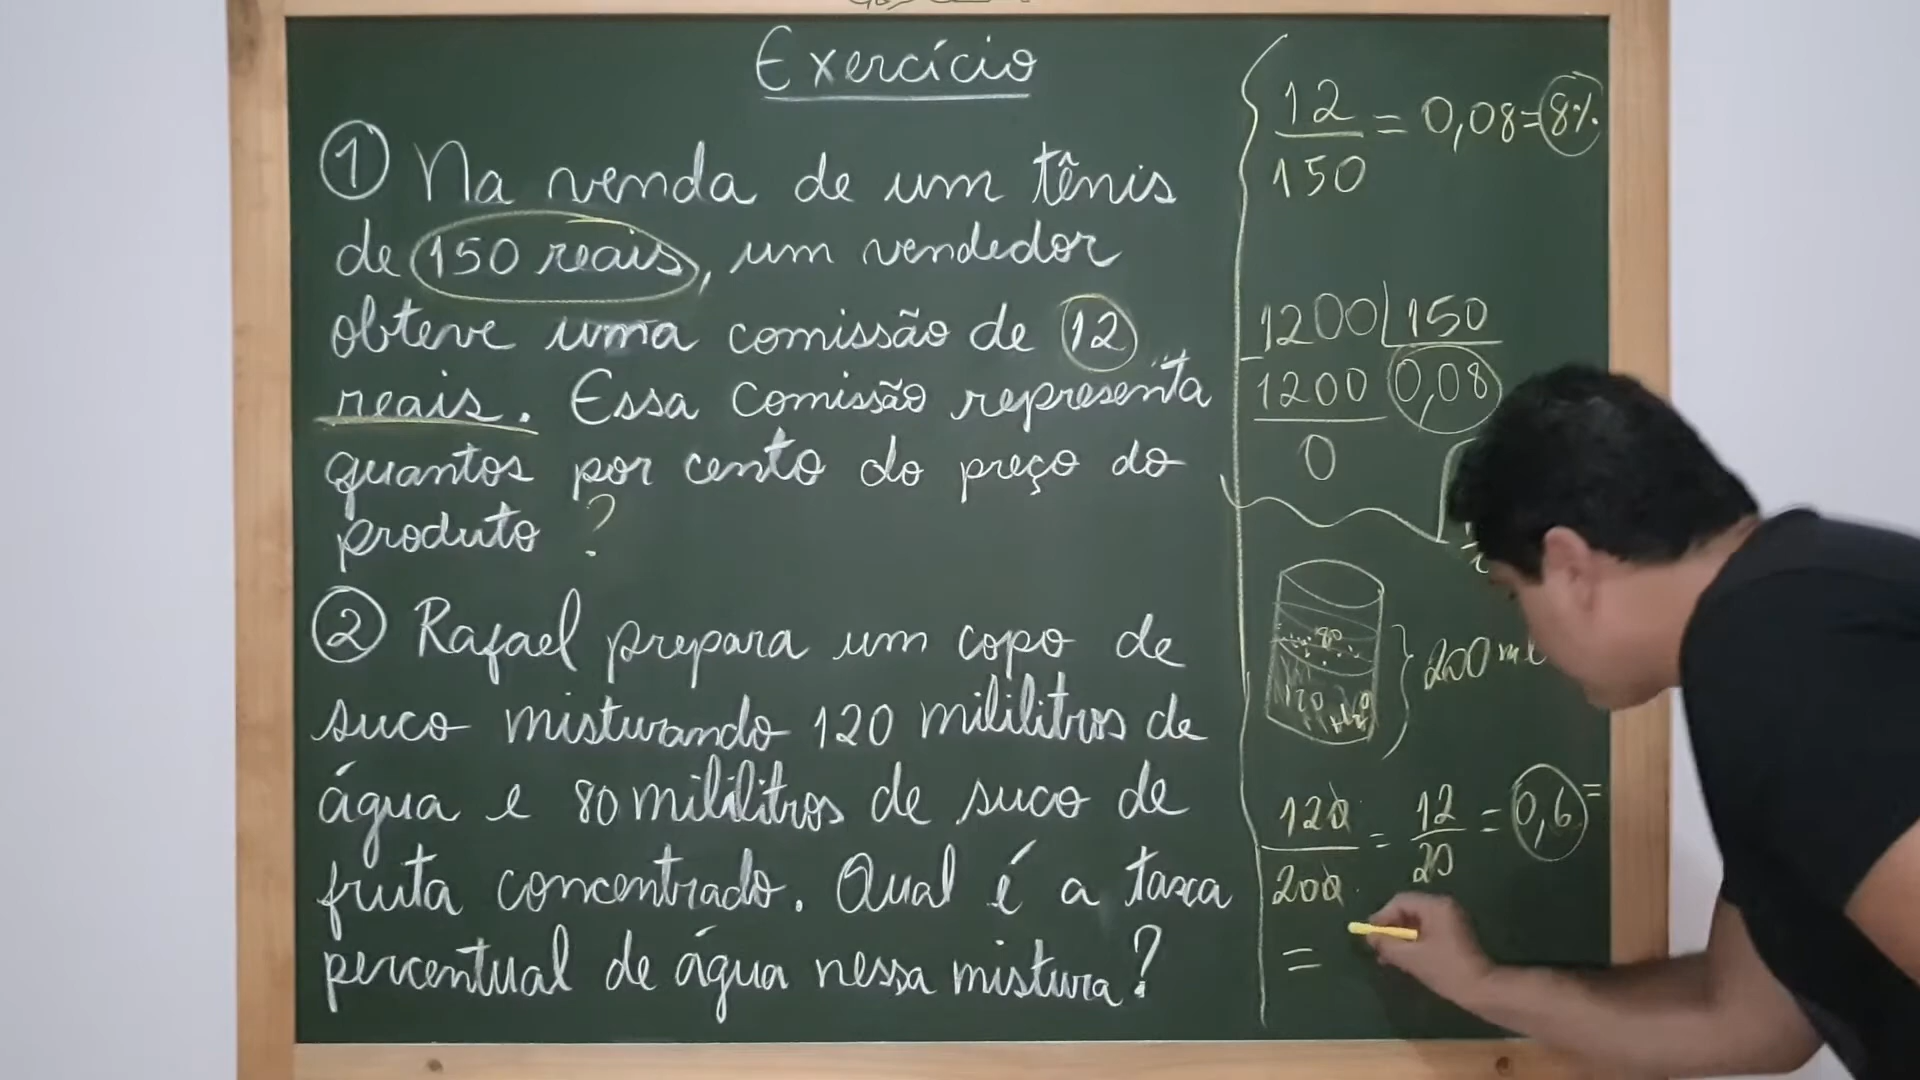 Exercício
① Na venda de um tênis
de 150 reais, um vendedor
obteve uma comissão de 12
reais. Essa comissão representa
quantos por cento do preço do
produto?
② Rafael prepara um copo de
suco misturando 120 mililitros de
água e 80 mililitros de suco de
fruta concentrado. Qual é a taxa
percentual de água nessa mistura?
12
150
= 0,08 = 8%
1200 150
- 1200 0,08
0
80
120
200 ml
120
200
= 12
20
= 0,6 =
=